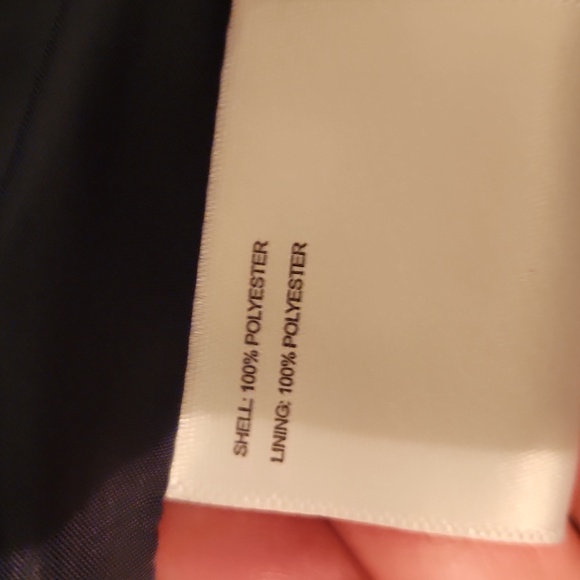 SHELL: 100% POLYESTER
LINING: 100% POLYESTER